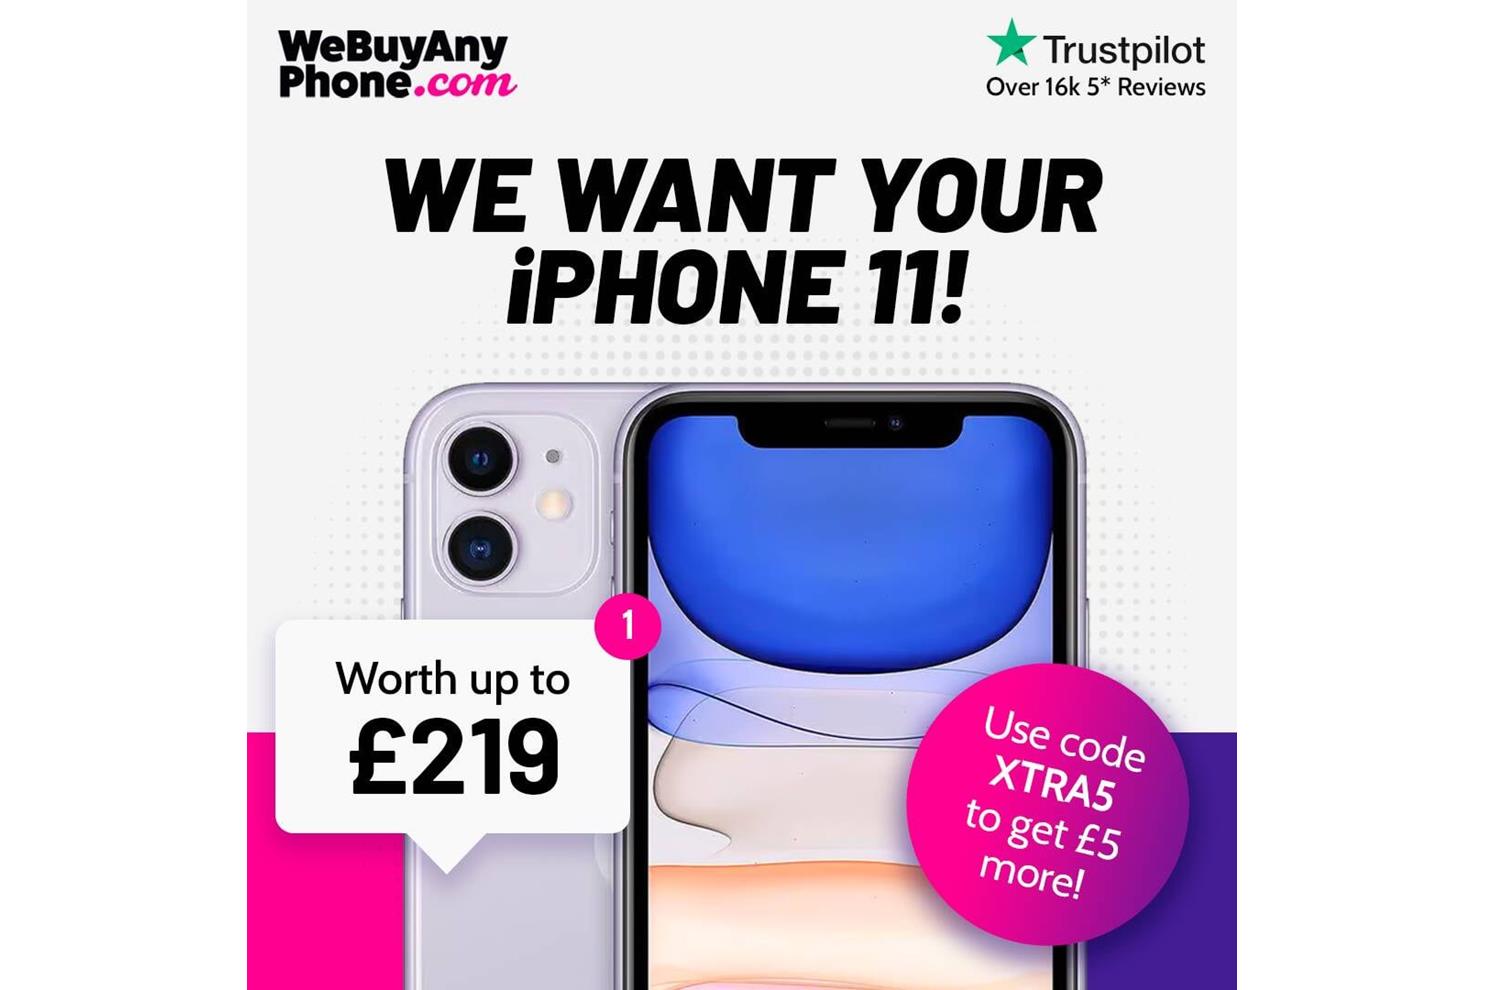 WeBuyAny
Phone.com
Trustpilot
Over 16k 5* Reviews
WE WANT YOUR
iPHONE 11!
1
Worth up to
£219
Use code
XTRA5
to get £5
more!